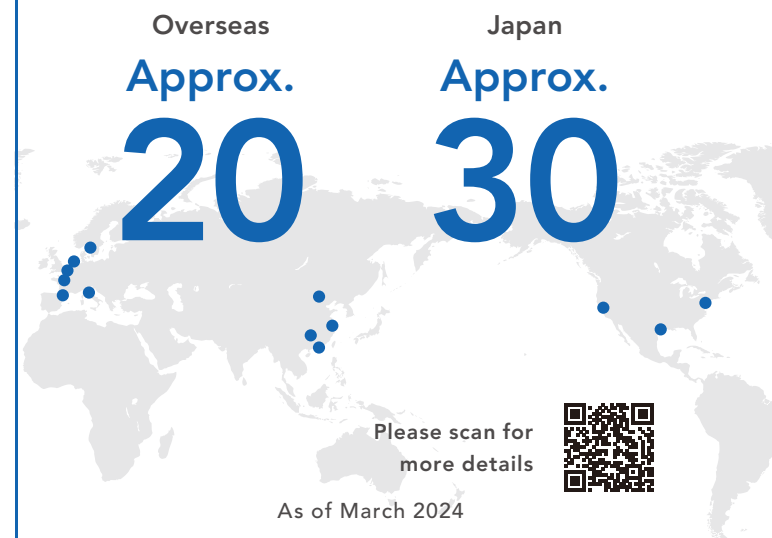 Overseas
Approx.
20
Japan
Approx.
30
Please scan for
more details
As of March 2024